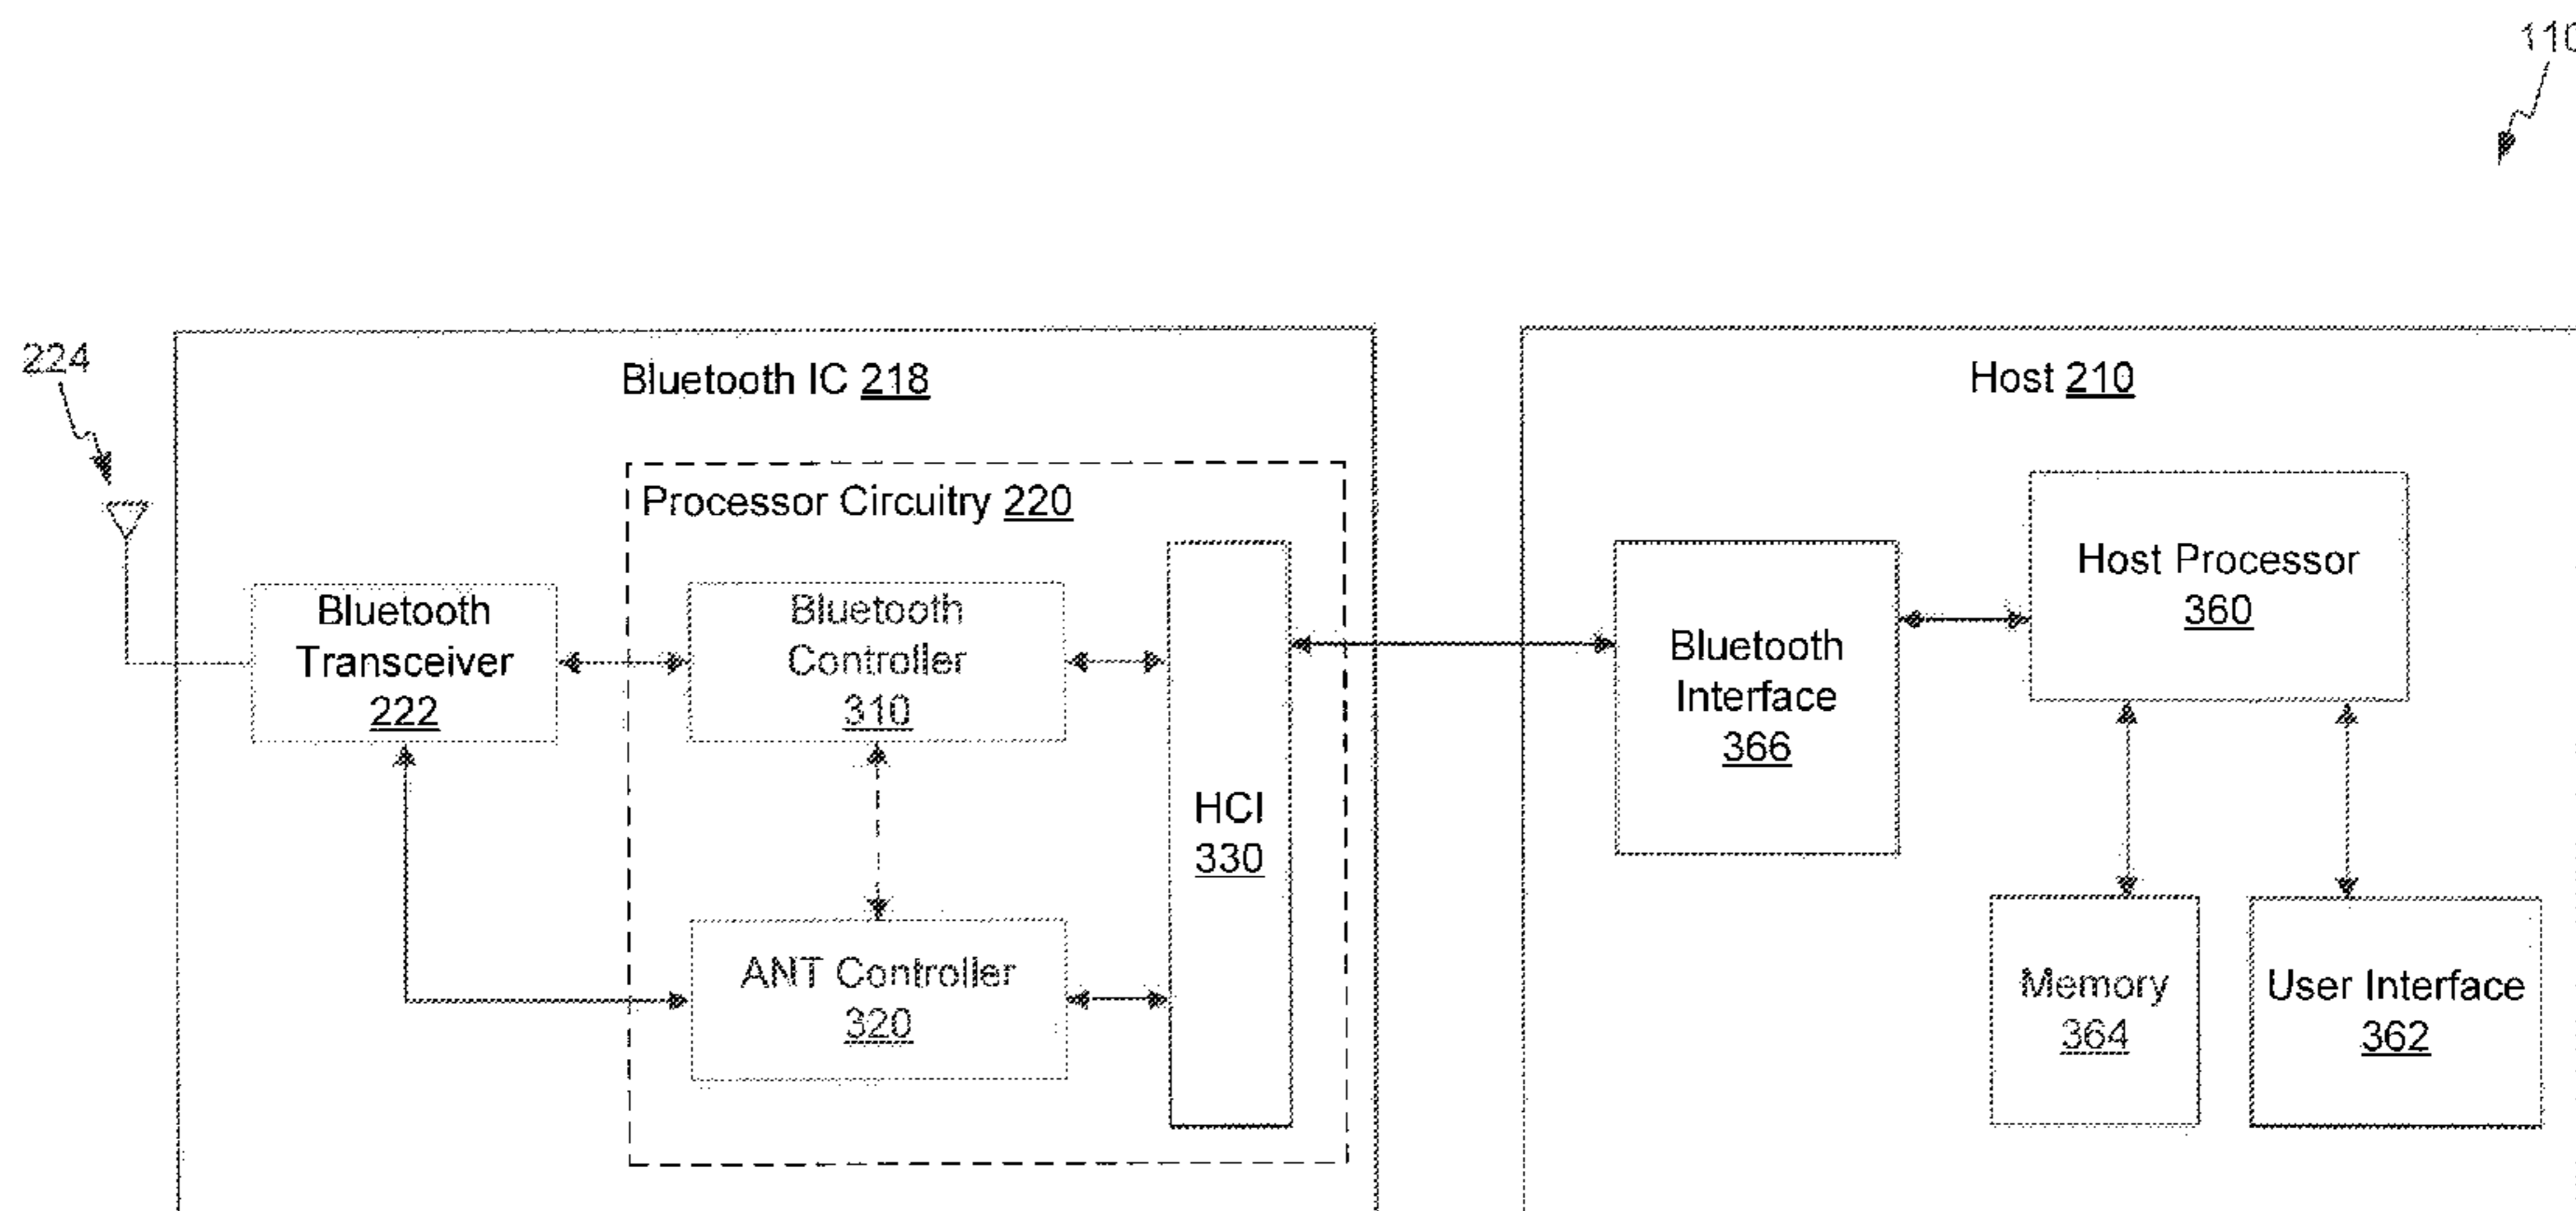 110
224
Bluetooth IC 218
Host 210
Processor Circuitry 220
Bluetooth
Transceiver
222
Bluetooth
Controller
310
HCI
330
ANT Controller
320
Bluetooth
Interface
366
Host Processor
360
Memory
364
User Interface
362